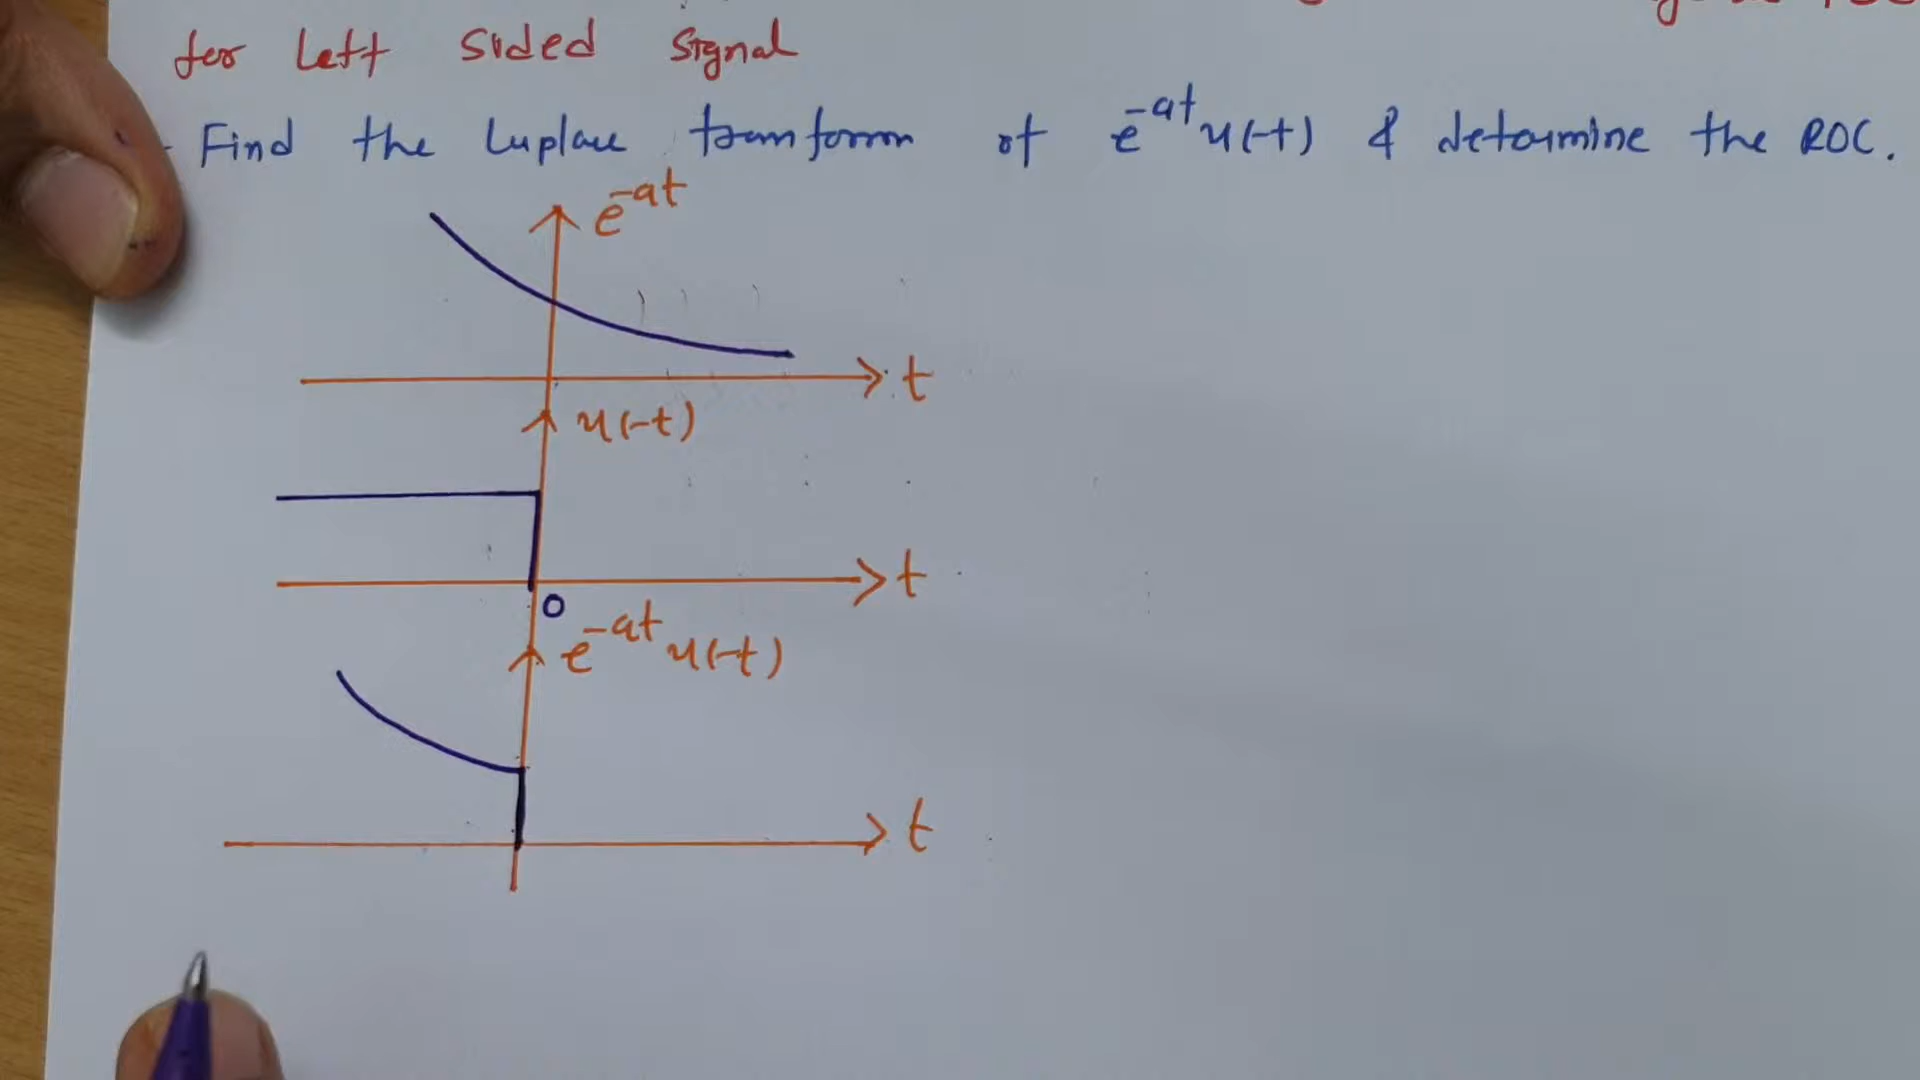 for Left Sided Signal
Find the Laplace transform of e^-at u(-t) & determine the ROC.
e^-at
t
u(-t)
t
0
e^-at u(-t)
t